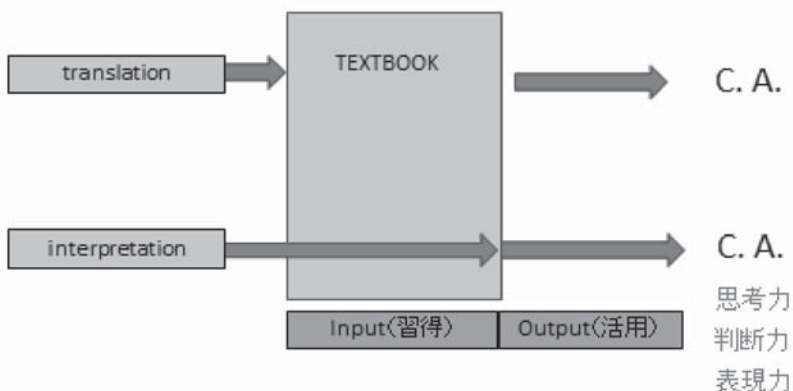 translation
TEXTBOOK
C. A.
interpretation
C. A.
思考力
Input(習得)
Output(活用)
判断力
表現力